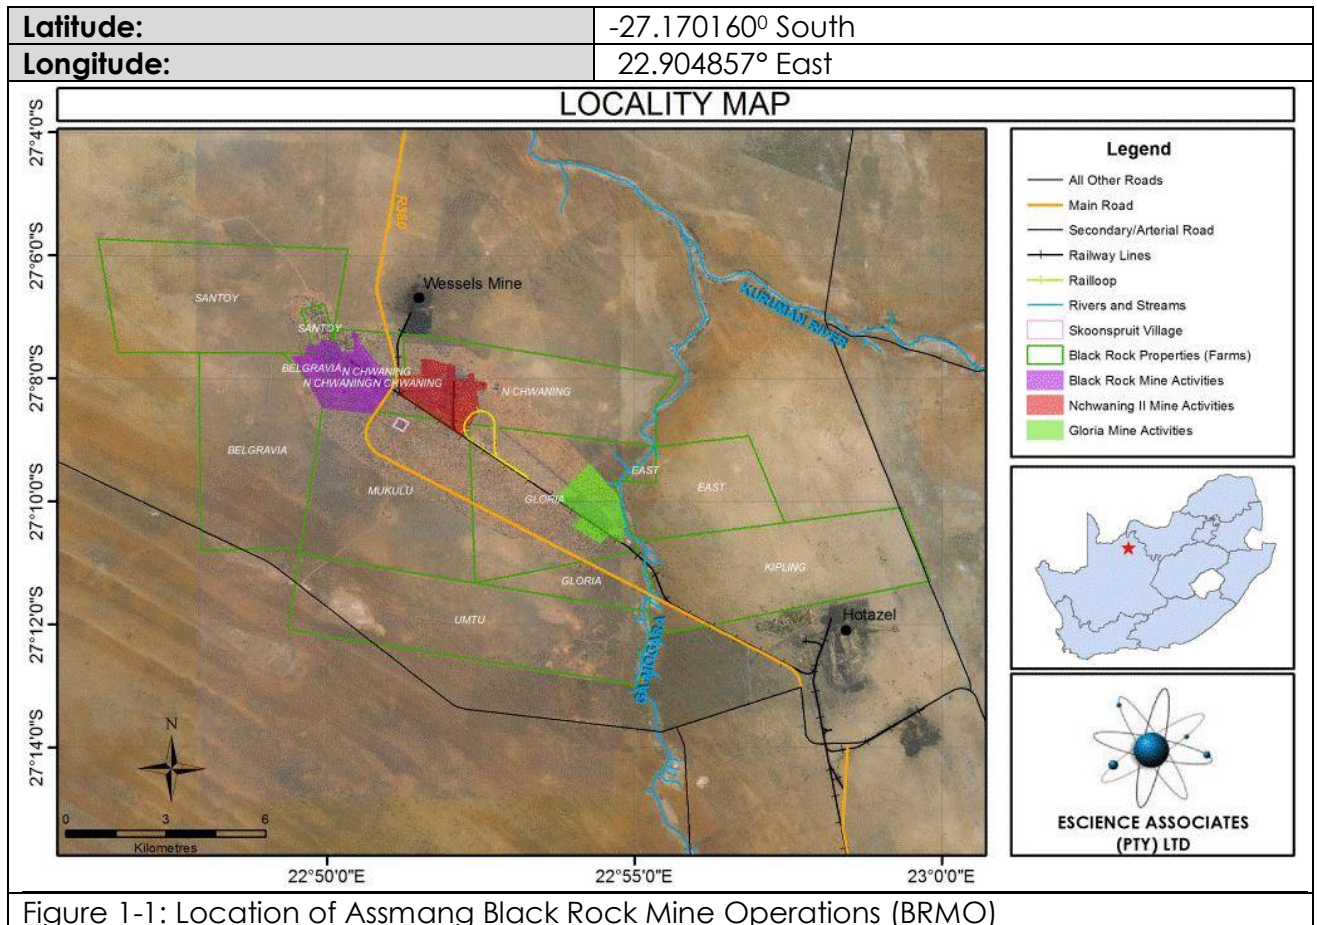 Latitude: -27.170160⁰ South
Longitude: 22.904857° East
LOCALITY MAP
27°4'0"S
27°6'0"S
27°8'0"S
27°10'0"S
27°12'0"S
27°14'0"S
R380
Wessels Mine
SANTOY
SANTOY
KURUMAN RIVER
BELGRAVIA
N CHWANING
N CHWANING
N CHWANING
N CHWANING
BELGRAVIA
MUKULU
EAST
EAST
GLORIA
GLORIA
KIPLING
UMTU
Hotazel
GAMOGARA
N
0 3 6
Kilometres
22°50'0"E
22°55'0"E
23°0'0"E
Legend
All Other Roads
Main Road
Secondary/Arterial Road
Railway Lines
Railloop
Rivers and Streams
Skoonspruit Village
Black Rock Properties (Farms)
Black Rock Mine Activities
Nchwaning II Mine Activities
Gloria Mine Activities
ESCIENCE ASSOCIATES
(PTY) LTD
Figure 1-1: Location of Assmang Black Rock Mine Operations (BRMO)